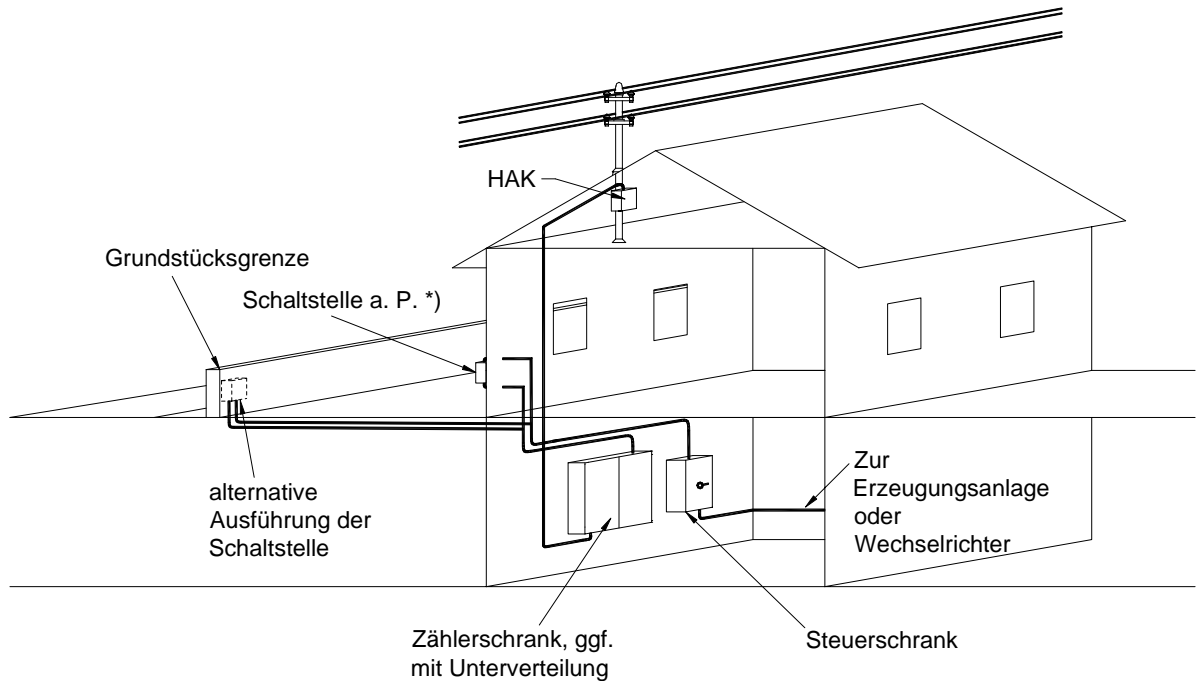 HAK
Grundstücksgrenze
Schaltstelle a. P. *)
alternative
Ausführung der
Schaltstelle
Zur
Erzeugungsanlage
oder
Wechselrichter
Zählerschrank, ggf.
mit Unterverteilung
Steuerschrank